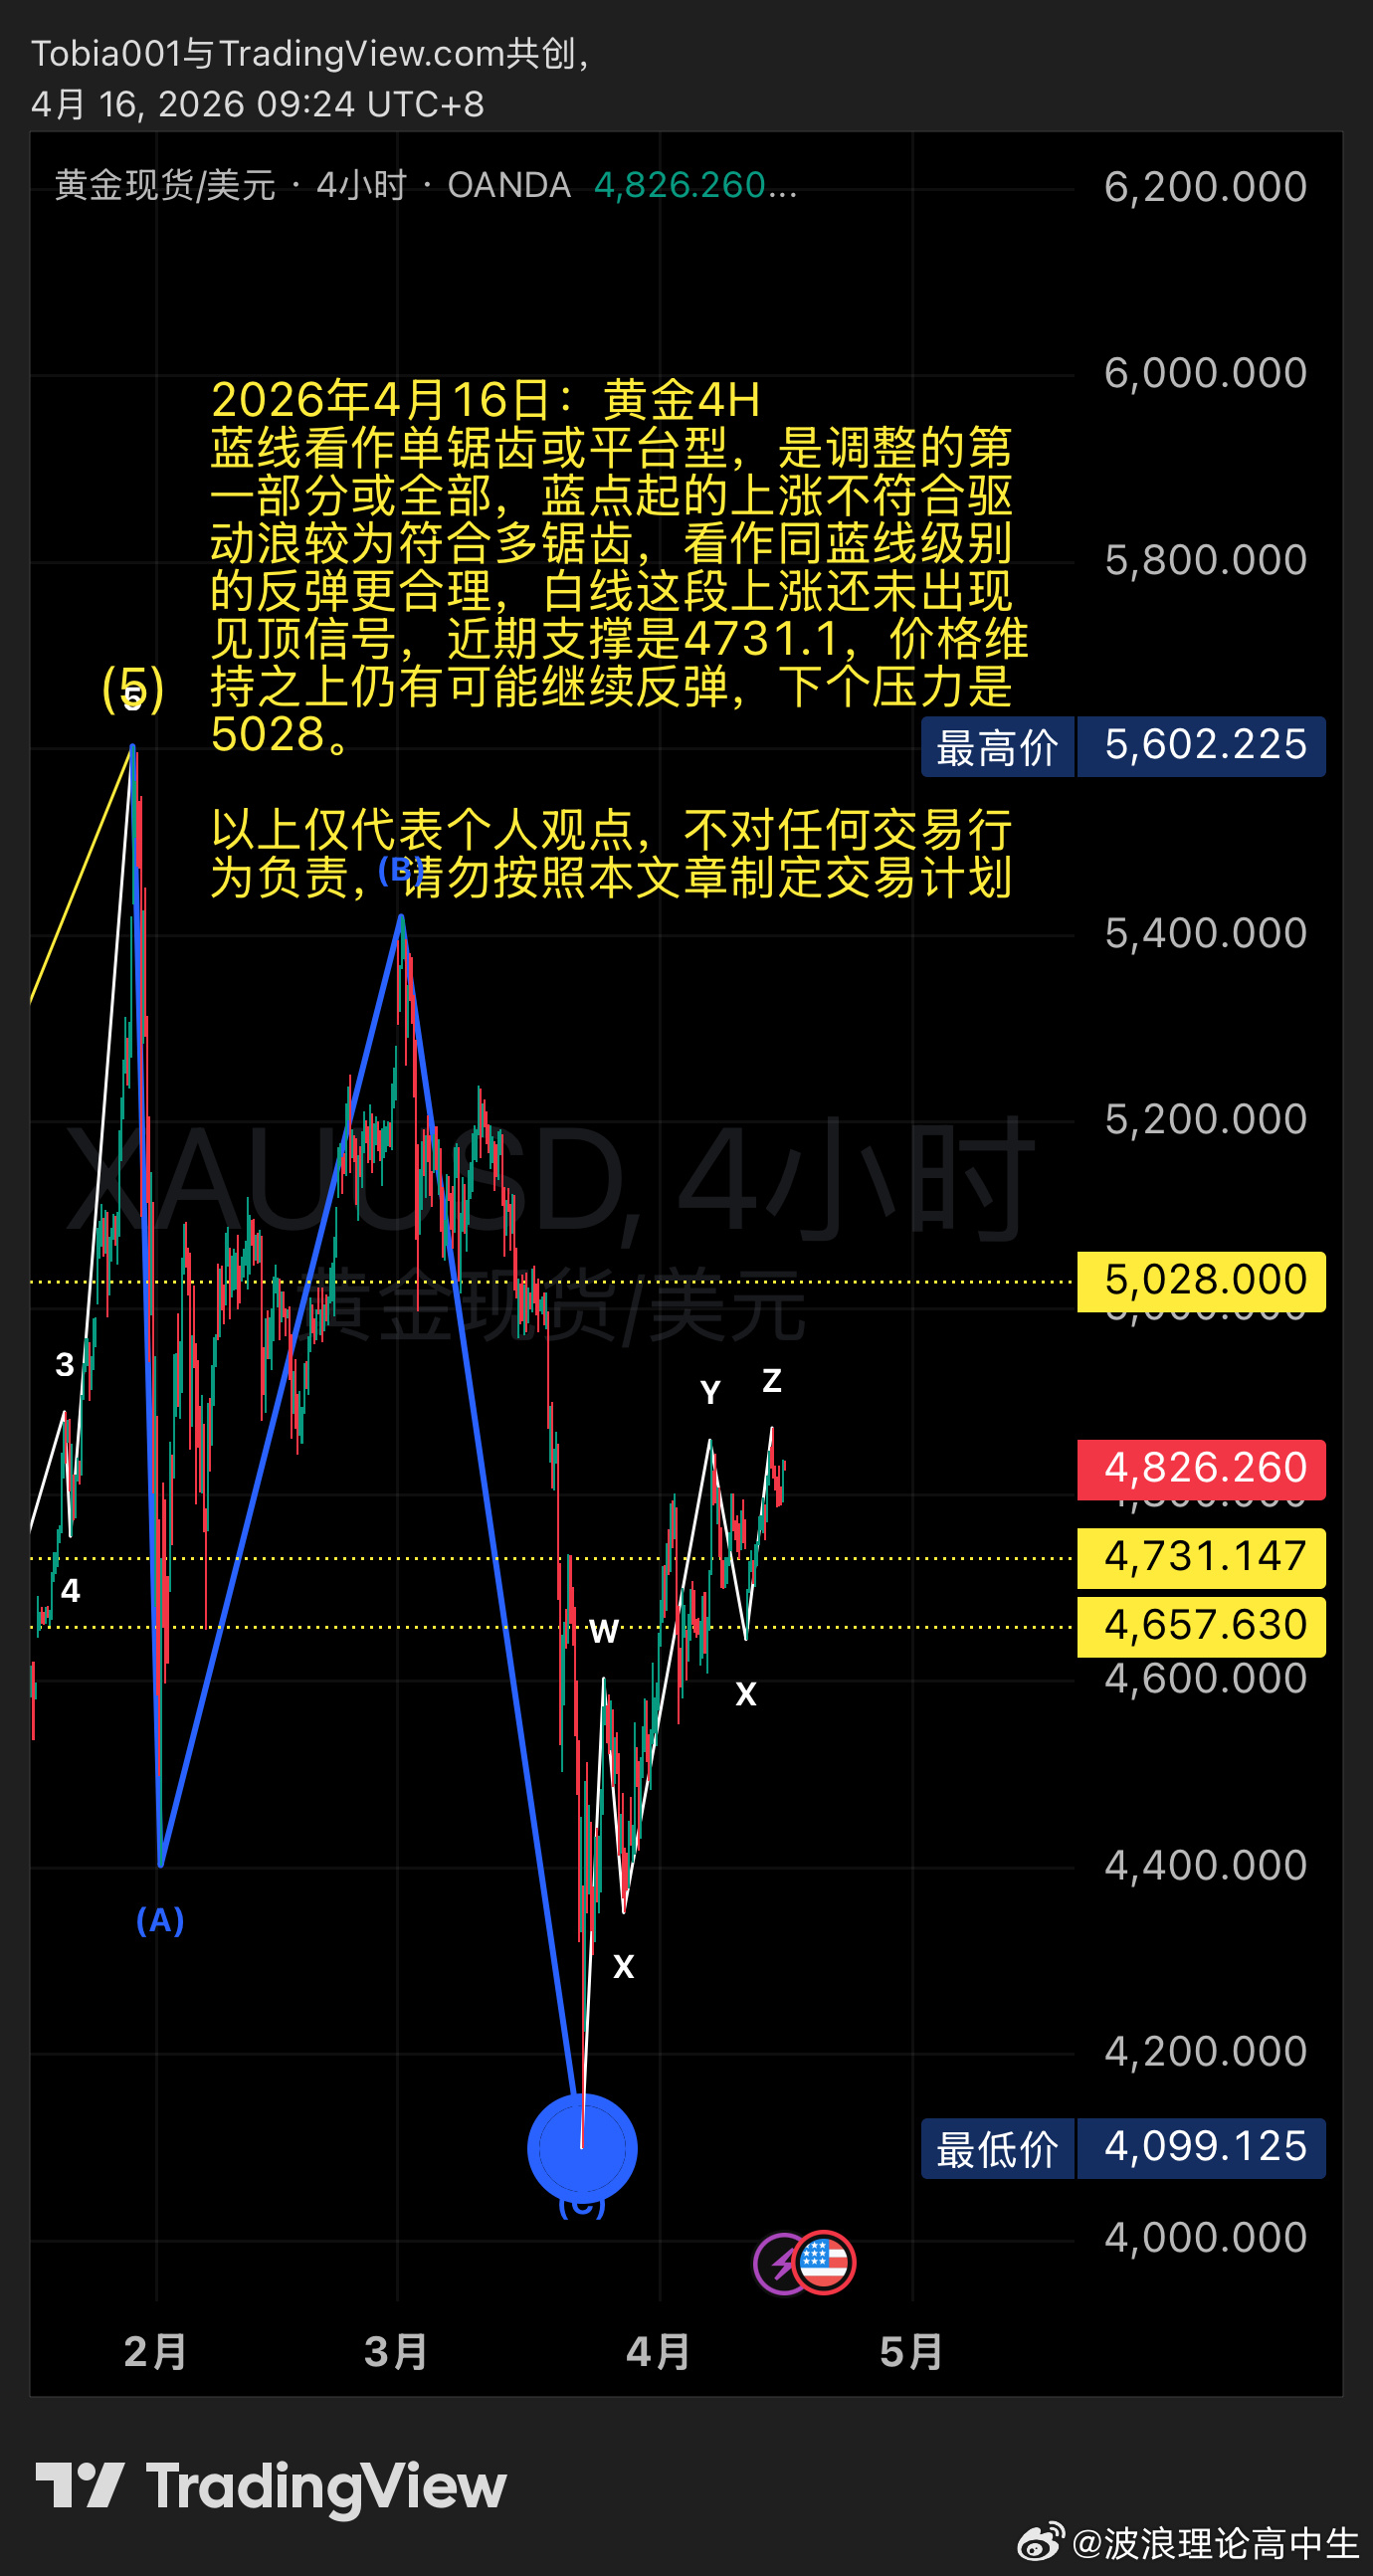 Tobia001与TradingView.com共创，
4月 16, 2026 09:24 UTC+8
黄金现货/美元 · 4小时 · OANDA 4,826.260...
6,200.000
6,000.000
2026年4月16日：黄金4H
蓝线看作单锯齿或平台型，是调整的第
一部分或全部，蓝点起的上涨不符合驱
动浪较为符合多锯齿，看作同蓝线级别
的反弹更合理，白线这段上涨还未出现
见顶信号，近期支撑是4731.1，价格维
持之上仍有可能继续反弹，下个压力是
5028。
5,800.000
(5)
5
最高价 5,602.225
以上仅代表个人观点，不对任何交易行
为负责，请勿按照本文章制定交易计划
(B)
5,400.000
5,200.000
XAUUSD, 4小时
黄金现货/美元
5,028.000
5,000.000
3
Y
Z
4,826.260
4,800.000
4,731.147
4
W
4,657.630
4,600.000
X
4,400.000
(A)
X
4,200.000
最低价 4,099.125
(C)
4,000.000
2月 3月 4月 5月
TradingView
@波浪理论高中生